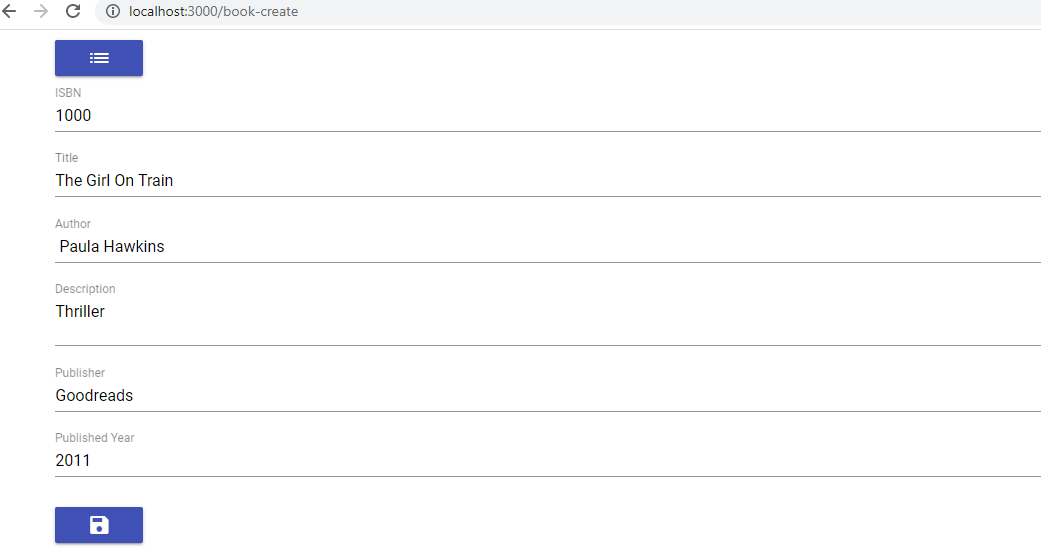 localhost:3000/book-create
ISBN
1000
Title
The Girl On Train
Author
Paula Hawkins
Description
Thriller
Publisher
Goodreads
Published Year
2011